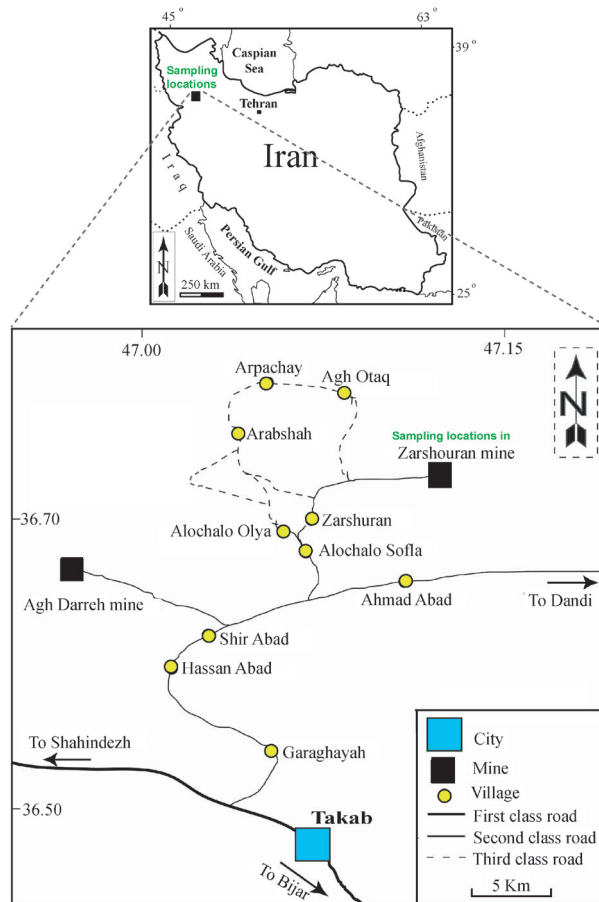 45°
63°
39°
Caspian
Sea
Sampling
locations
Tehran
Iran
Iraq
Afghanistan
Pakistan
Persian Gulf
Saudi Arabia
N
250 km
25°
47.00
47.15
Arpachay
Agh Otaq
N
Arabshah
Sampling locations in
Zarshouran mine
36.70
Zarshuran
Alochalo Olya
Alochalo Sofla
Agh Darreh mine
Ahmad Abad
To Dandi
Shir Abad
Hassan Abad
To Shahindezh
Garaghayah
36.50
Takab
To Bijar
City
Mine
Village
First class road
Second class road
Third class road
5 Km